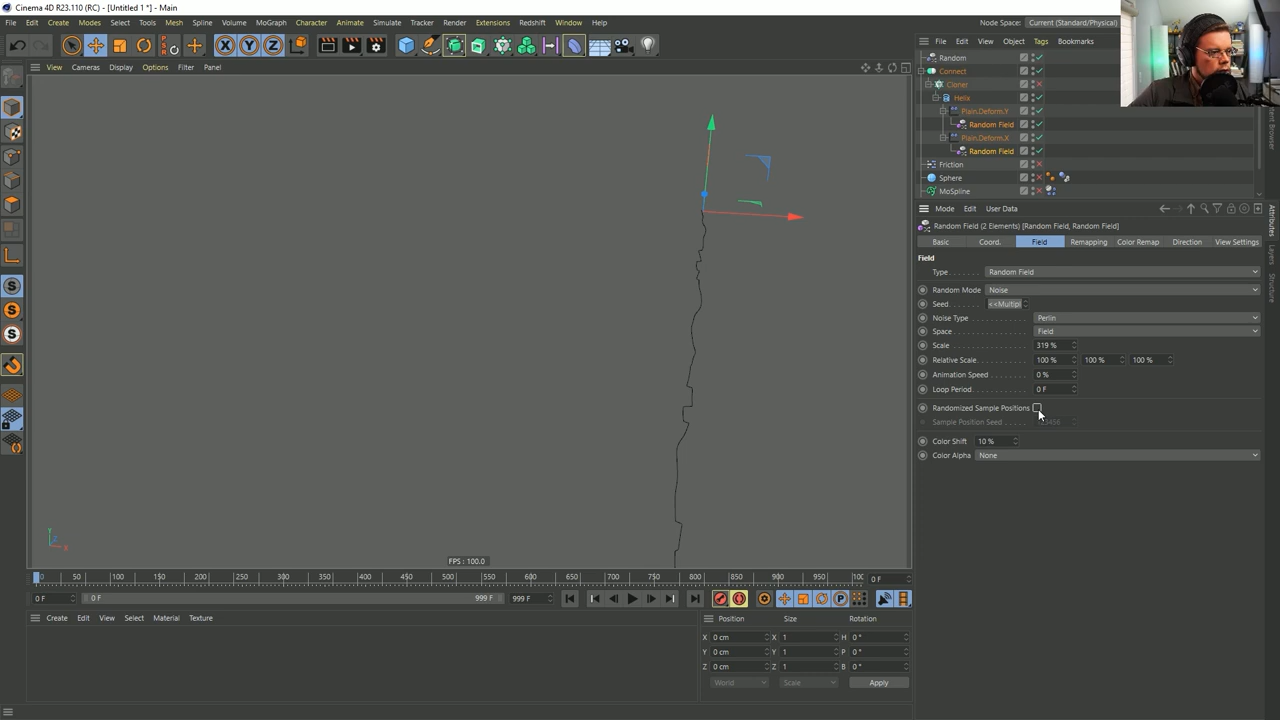 Cinema 4D R23.110 (RC) - [Untitled 1 *] - Main
File Edit Create Modes Select Tools Mesh Spline Volume MoGraph Character Animate Simulate Tracker Render Extensions Redshift Window Help
Node Space: Current (Standard/Physical)
View Cameras Display Options Filter Panel
File Edit View Object Tags Bookmarks
Random
Connect
Cloner
Helix
Plain.Deform.Y
Random Field
Plain.Deform.X
Random Field
Friction
Sphere
MoSpline
Mode Edit User Data
Random Field (2 Elements) [Random Field, Random Field]
Basic Coord. Field Remapping Color Remap Direction View Settings
Field
Type Random Field
Random Mode Noise
Seed <<Multipl
Noise Type Perlin
Space Field
Scale 319 %
Relative Scale 100 % 100 % 100 %
Animation Speed 0 %
Loop Period 0 F
Randomized Sample Positions
Sample Position Seed
Color Shift 10 %
Color Alpha None
Attributes
Layers
Structure
Y
X
FPS : 100.0
0 50 100 150 200 250 300 350 400 450 500 550 600 650 700 750 800 850 900 950 100 0 F
0 F 0 F 999 F 999 F
Create Edit View Select Material Texture
Position Size Rotation
X 0 cm X 1 H 0 °
Y 0 cm Y 1 P 0 °
Z 0 cm Z 1 B 0 °
World Scale Apply